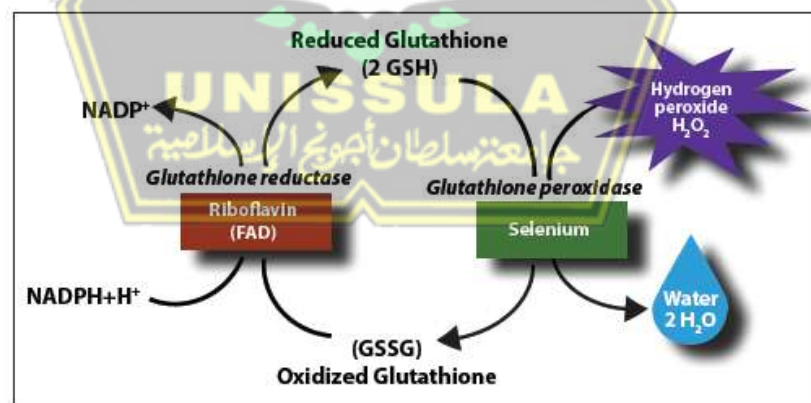 Reduced Glutathione
(2 GSH)
Hydrogen
peroxide
H₂O₂
NADP⁺
UNISSULA
جامعة سلطان أجونج الإسلامية
Glutathione reductase
Glutathione peroxidase
Riboflavin
(FAD)
Selenium
NADPH+H⁺
Water
2 H₂O
(GSSG)
Oxidized Glutathione